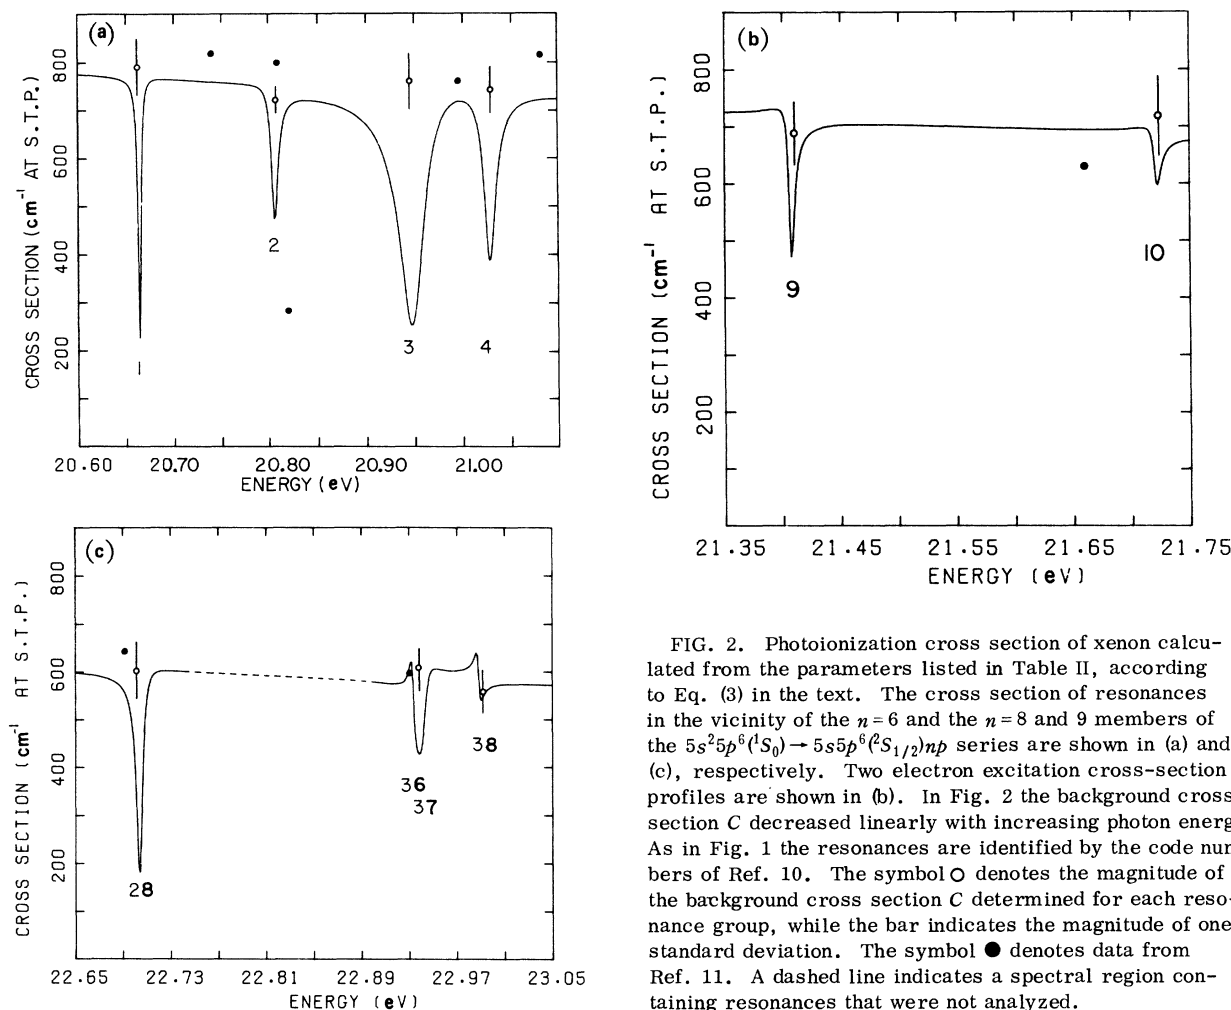 (a)
CROSS SECTION (cm⁻¹ AT S.T.P.)
800
600
400
200
1
2
3
4
20.60 20.70 20.80 20.90 21.00
ENERGY (eV)
(b)
CROSS SECTION (cm⁻¹ AT S.T.P.)
800
600
400
200
9
10
21.35 21.45 21.55 21.65 21.75
ENERGY (eV)
(c)
CROSS SECTION (cm⁻¹ AT S.T.P.)
800
600
400
200
28
36
37
38
22.65 22.73 22.81 22.89 22.97 23.05
ENERGY (eV)
FIG. 2. Photoionization cross section of xenon calcu-
lated from the parameters listed in Table II, according
to Eq. (3) in the text. The cross section of resonances
in the vicinity of the n = 6 and the n = 8 and 9 members of
the 5s²5p⁶(¹S₀) → 5s5p⁶(²S₁/₂)np series are shown in (a) and
(c), respectively. Two electron excitation cross-section
profiles are shown in (b). In Fig. 2 the background cross
section C decreased linearly with increasing photon energ
As in Fig. 1 the resonances are identified by the code num
bers of Ref. 10. The symbol ○ denotes the magnitude of
the background cross section C determined for each reso-
nance group, while the bar indicates the magnitude of one
standard deviation. The symbol ● denotes data from
Ref. 11. A dashed line indicates a spectral region con-
taining resonances that were not analyzed.